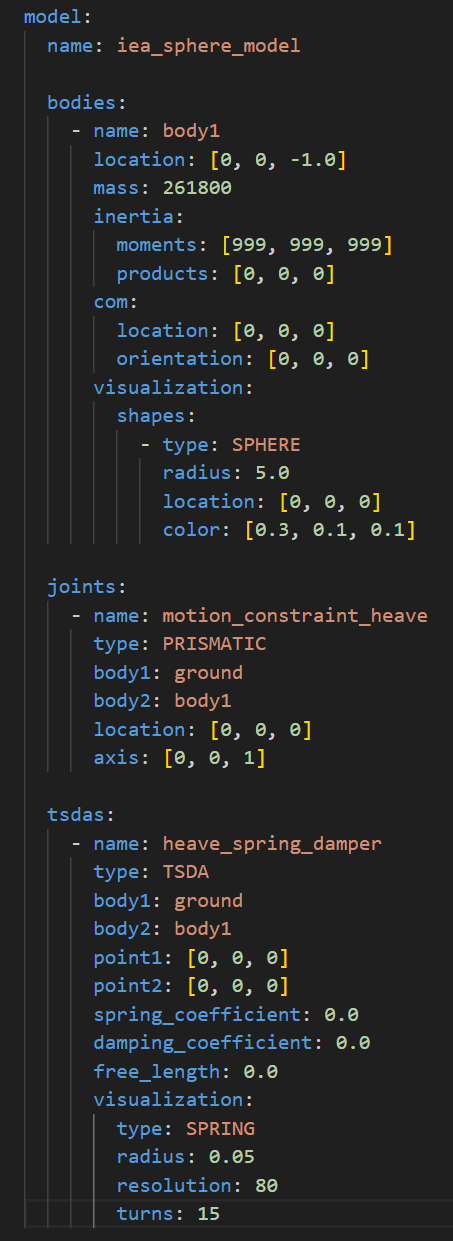 model:
name: iea_sphere_model
bodies:
- name: body1
location: [0, 0, -1.0]
mass: 261800
inertia:
moments: [999, 999, 999]
products: [0, 0, 0]
com:
location: [0, 0, 0]
orientation: [0, 0, 0]
visualization:
shapes:
- type: SPHERE
radius: 5.0
location: [0, 0, 0]
color: [0.3, 0.1, 0.1]
joints:
- name: motion_constraint_heave
type: PRISMATIC
body1: ground
body2: body1
location: [0, 0, 0]
axis: [0, 0, 1]
tsdas:
- name: heave_spring_damper
type: TSDA
body1: ground
body2: body1
point1: [0, 0, 0]
point2: [0, 0, 0]
spring_coefficient: 0.0
damping_coefficient: 0.0
free_length: 0.0
visualization:
type: SPRING
radius: 0.05
resolution: 80
turns: 15